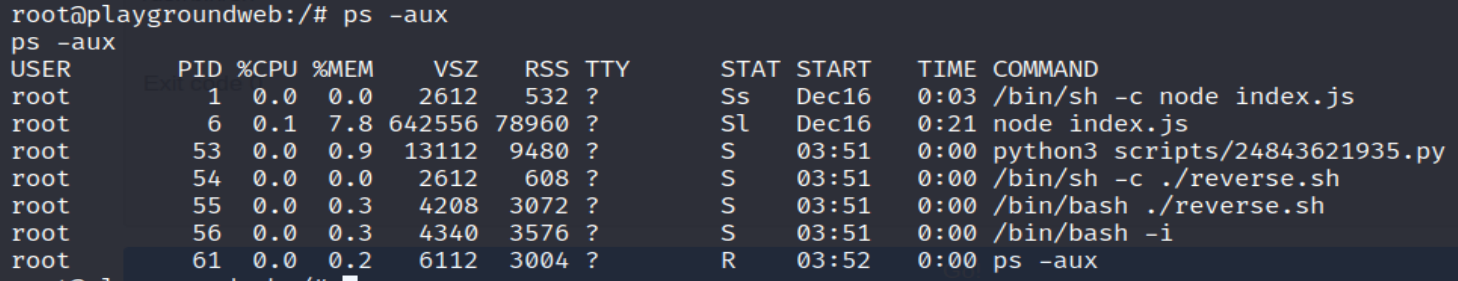 root@playgroundweb:/# ps -aux
ps -aux
USER PID %CPU %MEM VSZ RSS TTY STAT START TIME COMMAND
root 1 0.0 0.0 2612 532 ? Ss Dec16 0:03 /bin/sh -c node index.js
root 6 0.1 7.8 642556 78960 ? Sl Dec16 0:21 node index.js
root 53 0.0 0.9 13112 9480 ? S 03:51 0:00 python3 scripts/24843621935.py
root 54 0.0 0.0 2612 608 ? S 03:51 0:00 /bin/sh -c ./reverse.sh
root 55 0.0 0.3 4208 3072 ? S 03:51 0:00 /bin/bash ./reverse.sh
root 56 0.0 0.3 4340 3576 ? S 03:51 0:00 /bin/bash -i
root 61 0.0 0.2 6112 3004 ? R 03:52 0:00 ps -aux